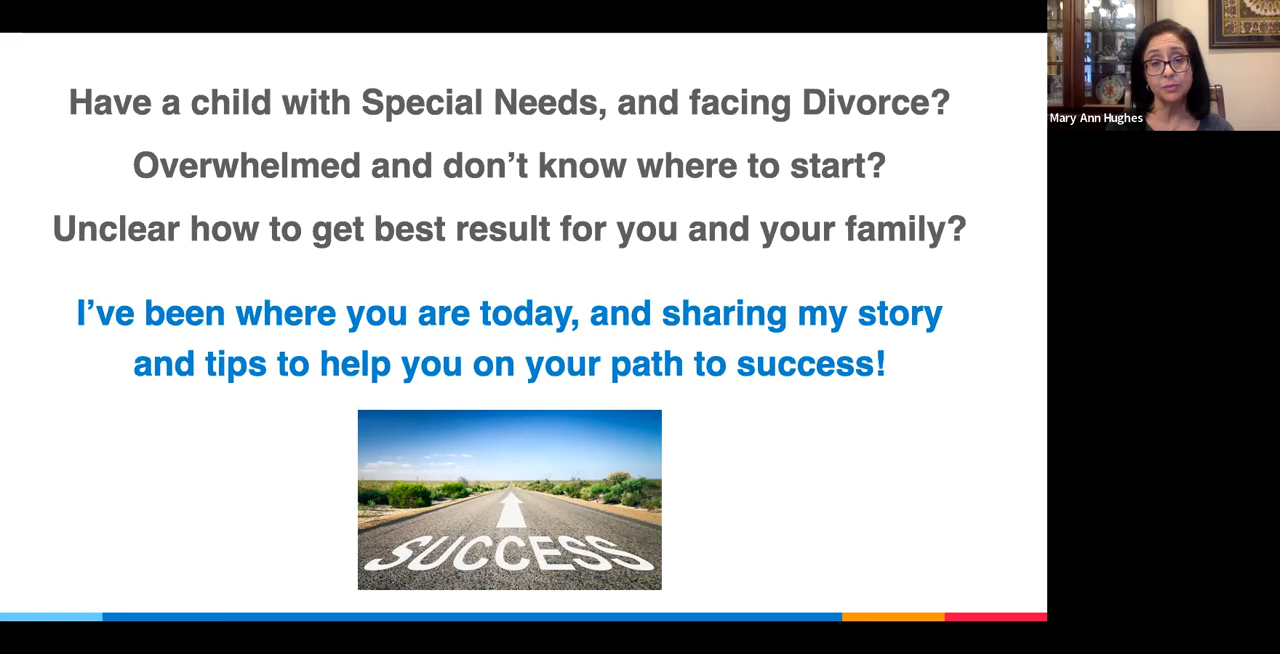 Have a child with Special Needs, and facing Divorce?
Overwhelmed and don’t know where to start?
Unclear how to get best result for you and your family?
I’ve been where you are today, and sharing my story
and tips to help you on your path to success!
SUCCESS
Mary Ann Hughes